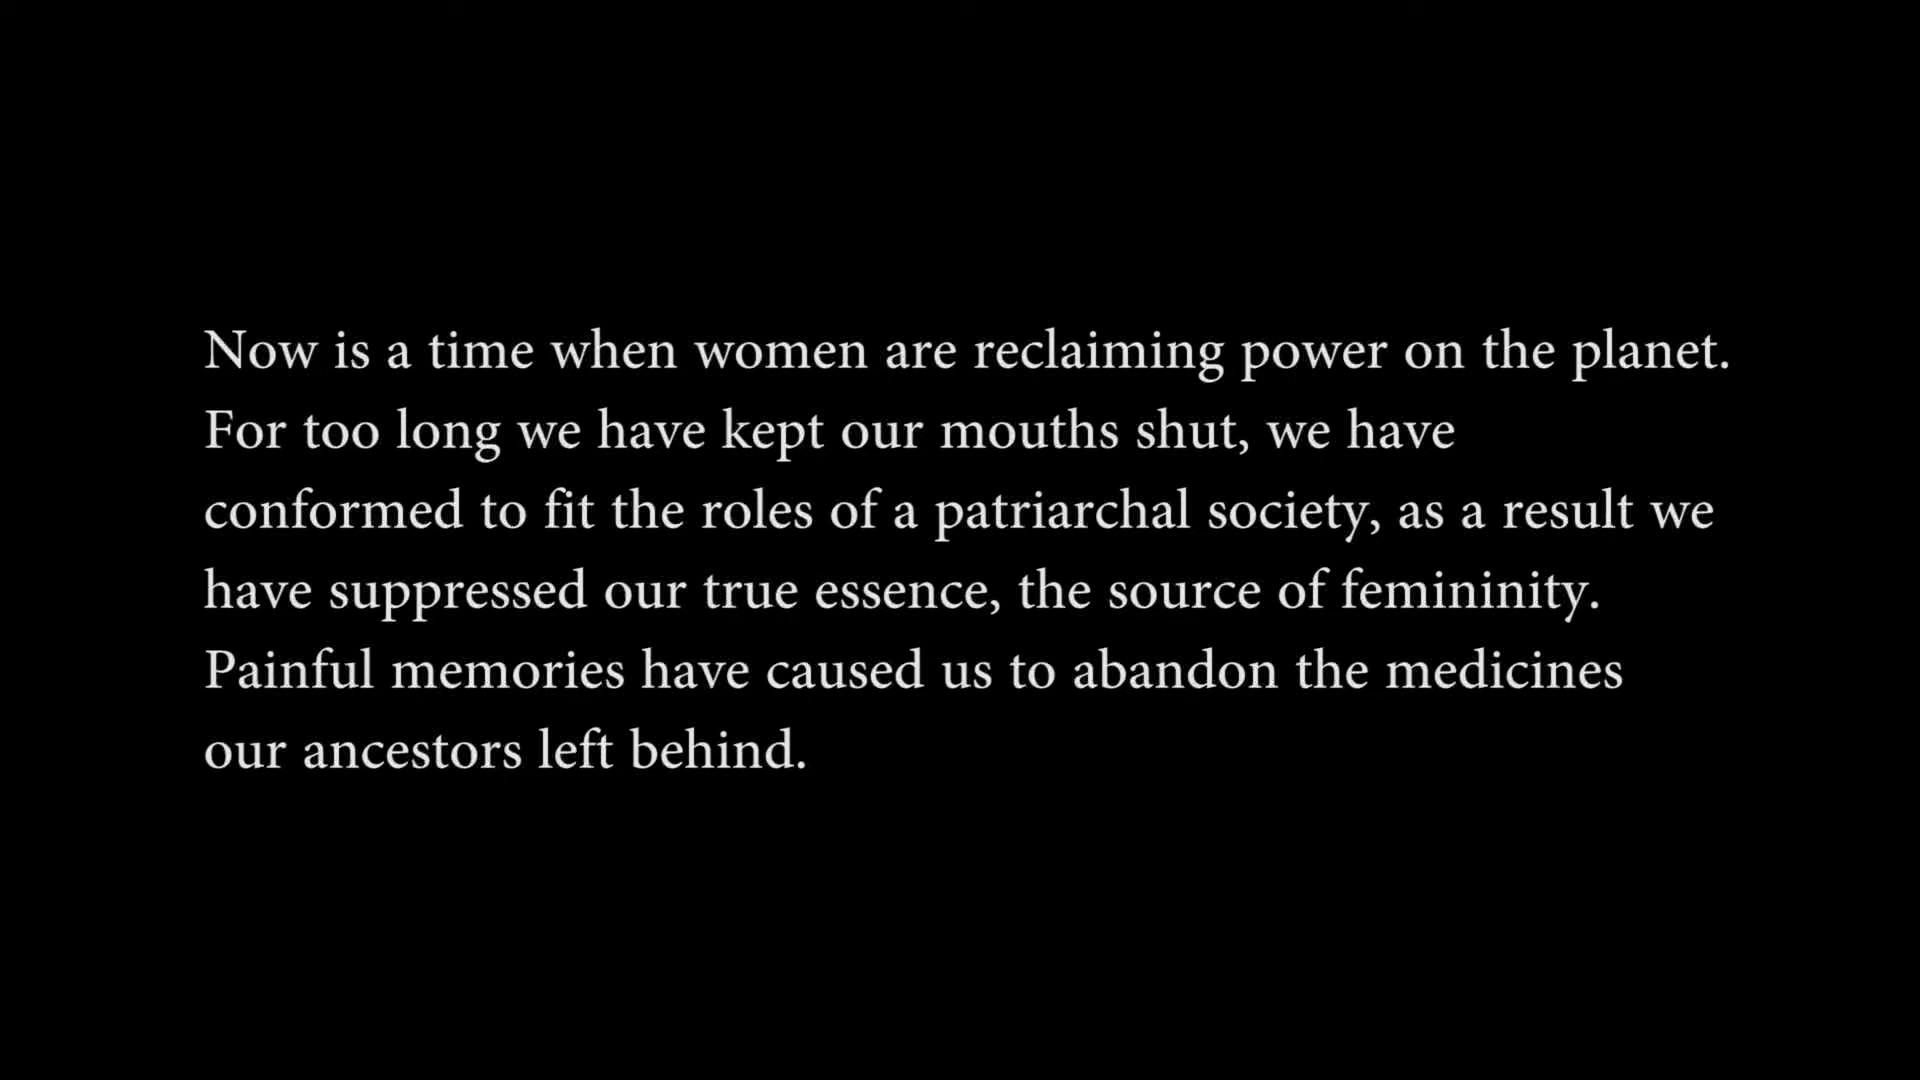 Now is a time when women are reclaiming power on the planet.
For too long we have kept our mouths shut, we have
conformed to fit the roles of a patriarchal society, as a result we
have suppressed our true essence, the source of femininity.
Painful memories have caused us to abandon the medicines
our ancestors left behind.